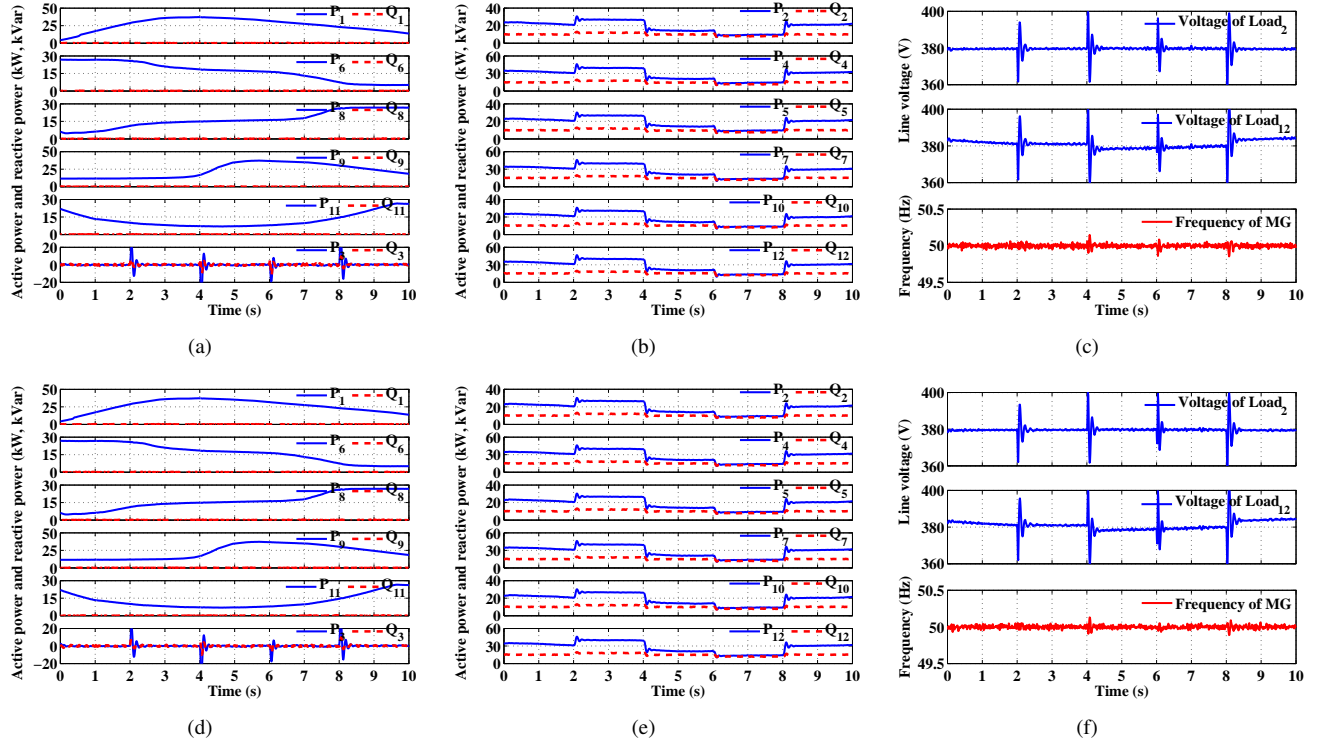 Active power and reactive power (kW, kVar)
50
25
0
P1 Q1
30
15
0
P6 Q6
30
15
0
P8 Q8
50
25
0
P9 Q9
30
15
0
P11 Q11
20
0
−20
P3 Q3
0 1 2 3 4 5 6 7 8 9 10
Time (s)
(a)
Active power and reactive power (kW, kVar)
40
20
0
P2 Q2
60
30
0
P4 Q4
40
20
0
P5 Q5
60
30
0
P7 Q7
40
20
0
P10 Q10
60
30
0
P12 Q12
0 1 2 3 4 5 6 7 8 9 10
Time (s)
(b)
Line voltage (V)
400
380
360
Voltage of Load2
400
380
360
Voltage of Load12
Frequency (Hz)
50.5
50
49.5
Frequency of MG
0 1 2 3 4 5 6 7 8 9 10
Time (s)
(c)
Active power and reactive power (kW, kVar)
50
25
0
P1 Q1
30
15
0
P6 Q6
30
15
0
P8 Q8
50
25
0
P9 Q9
30
15
0
P11 Q11
20
0
−20
P3 Q3
0 1 2 3 4 5 6 7 8 9 10
Time (s)
(d)
Active power and reactive power (kW, kVar)
40
20
0
P2 Q2
60
30
0
P4 Q4
40
20
0
P5 Q5
60
30
0
P7 Q7
40
20
0
P10 Q10
60
30
0
P12 Q12
0 1 2 3 4 5 6 7 8 9 10
Time (s)
(e)
Line voltage (V)
400
380
360
Voltage of Load2
400
380
360
Voltage of Load12
Frequency (Hz)
50.5
50
49.5
Frequency of MG
0 1 2 3 4 5 6 7 8 9 10
Time (s)
(f)